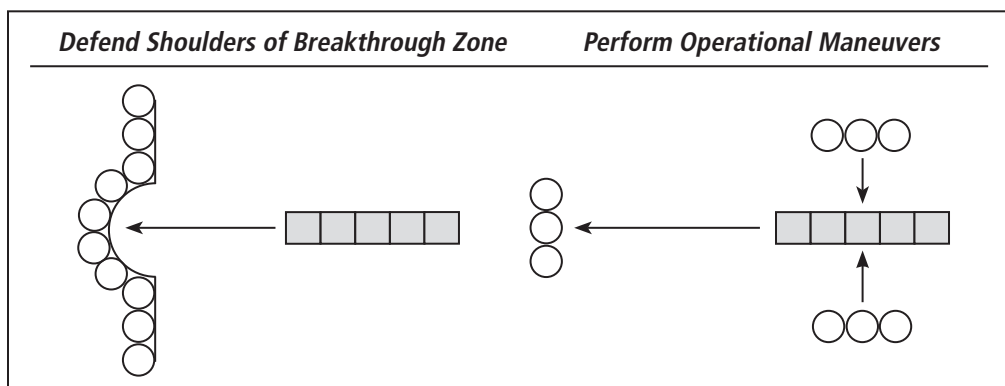 Defend Shoulders of Breakthrough Zone
Perform Operational Maneuvers